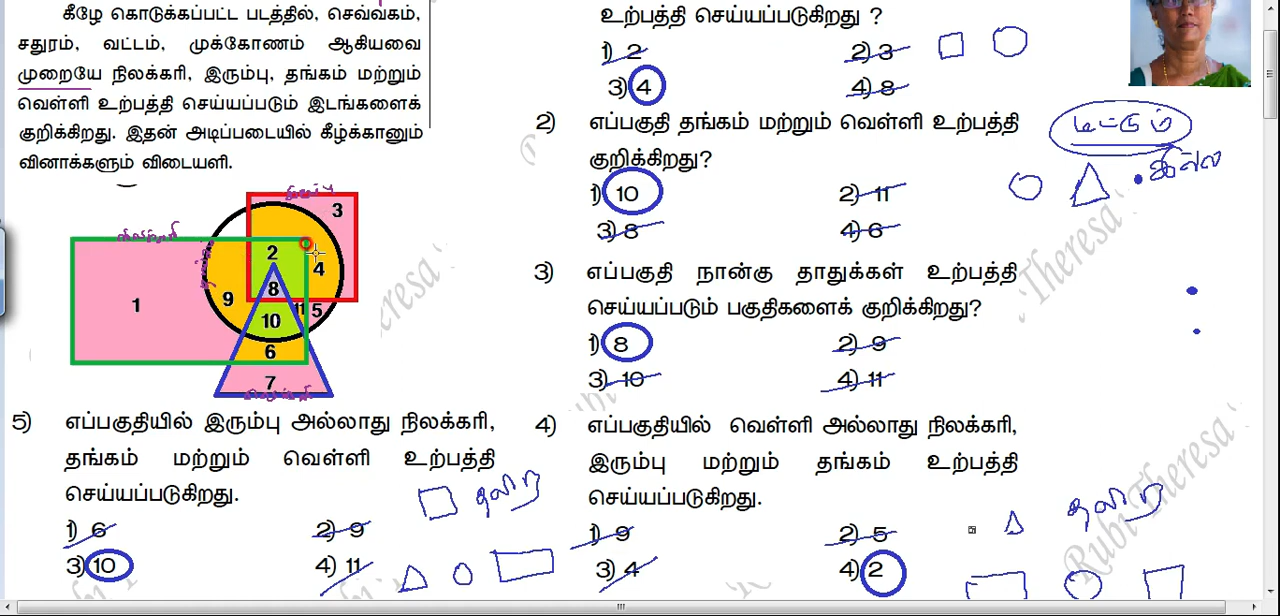 கீழே கொடுக்கப்பட்ட படத்தில், செவ்வகம்,
சதுரம், வட்டம், முக்கோணம் ஆகியவை
முறையே நிலக்கரி, இரும்பு, தங்கம் மற்றும்
வெள்ளி உற்பத்தி செய்யப்படும் இடங்களைக்
குறிக்கிறது. இதன் அடிப்படையில் கீழ்க்கானும்
வினாக்களும் விடையளி.
இரும்பு
3
2
4
1
8
9
11
5
10
6
7
5) எப்பகுதியில் இரும்பு அல்லாது நிலக்கரி,
தங்கம் மற்றும் வெள்ளி உற்பத்தி
செய்யப்படுகிறது.
தவிர
1) 6 2) 9
3) 10 4) 11
உற்பத்தி செய்யப்படுகிறது ?
1) 2 2) 3
3) 4 4) 8
2) எப்பகுதி தங்கம் மற்றும் வெள்ளி உற்பத்தி
குறிக்கிறது?
மட்டும்
இல்ல
1) 10 2) 11
3) 8 4) 6
3) எப்பகுதி நான்கு தாதுக்கள் உற்பத்தி
செய்யப்படும் பகுதிகளைக் குறிக்கிறது?
1) 8 2) 9
3) 10 4) 11
4) எப்பகுதியில் வெள்ளி அல்லாது நிலக்கரி,
இரும்பு மற்றும் தங்கம் உற்பத்தி
செய்யப்படுகிறது.
தவிர
1) 9 2) 5
3) 4 4) 2
Rubi Theresa